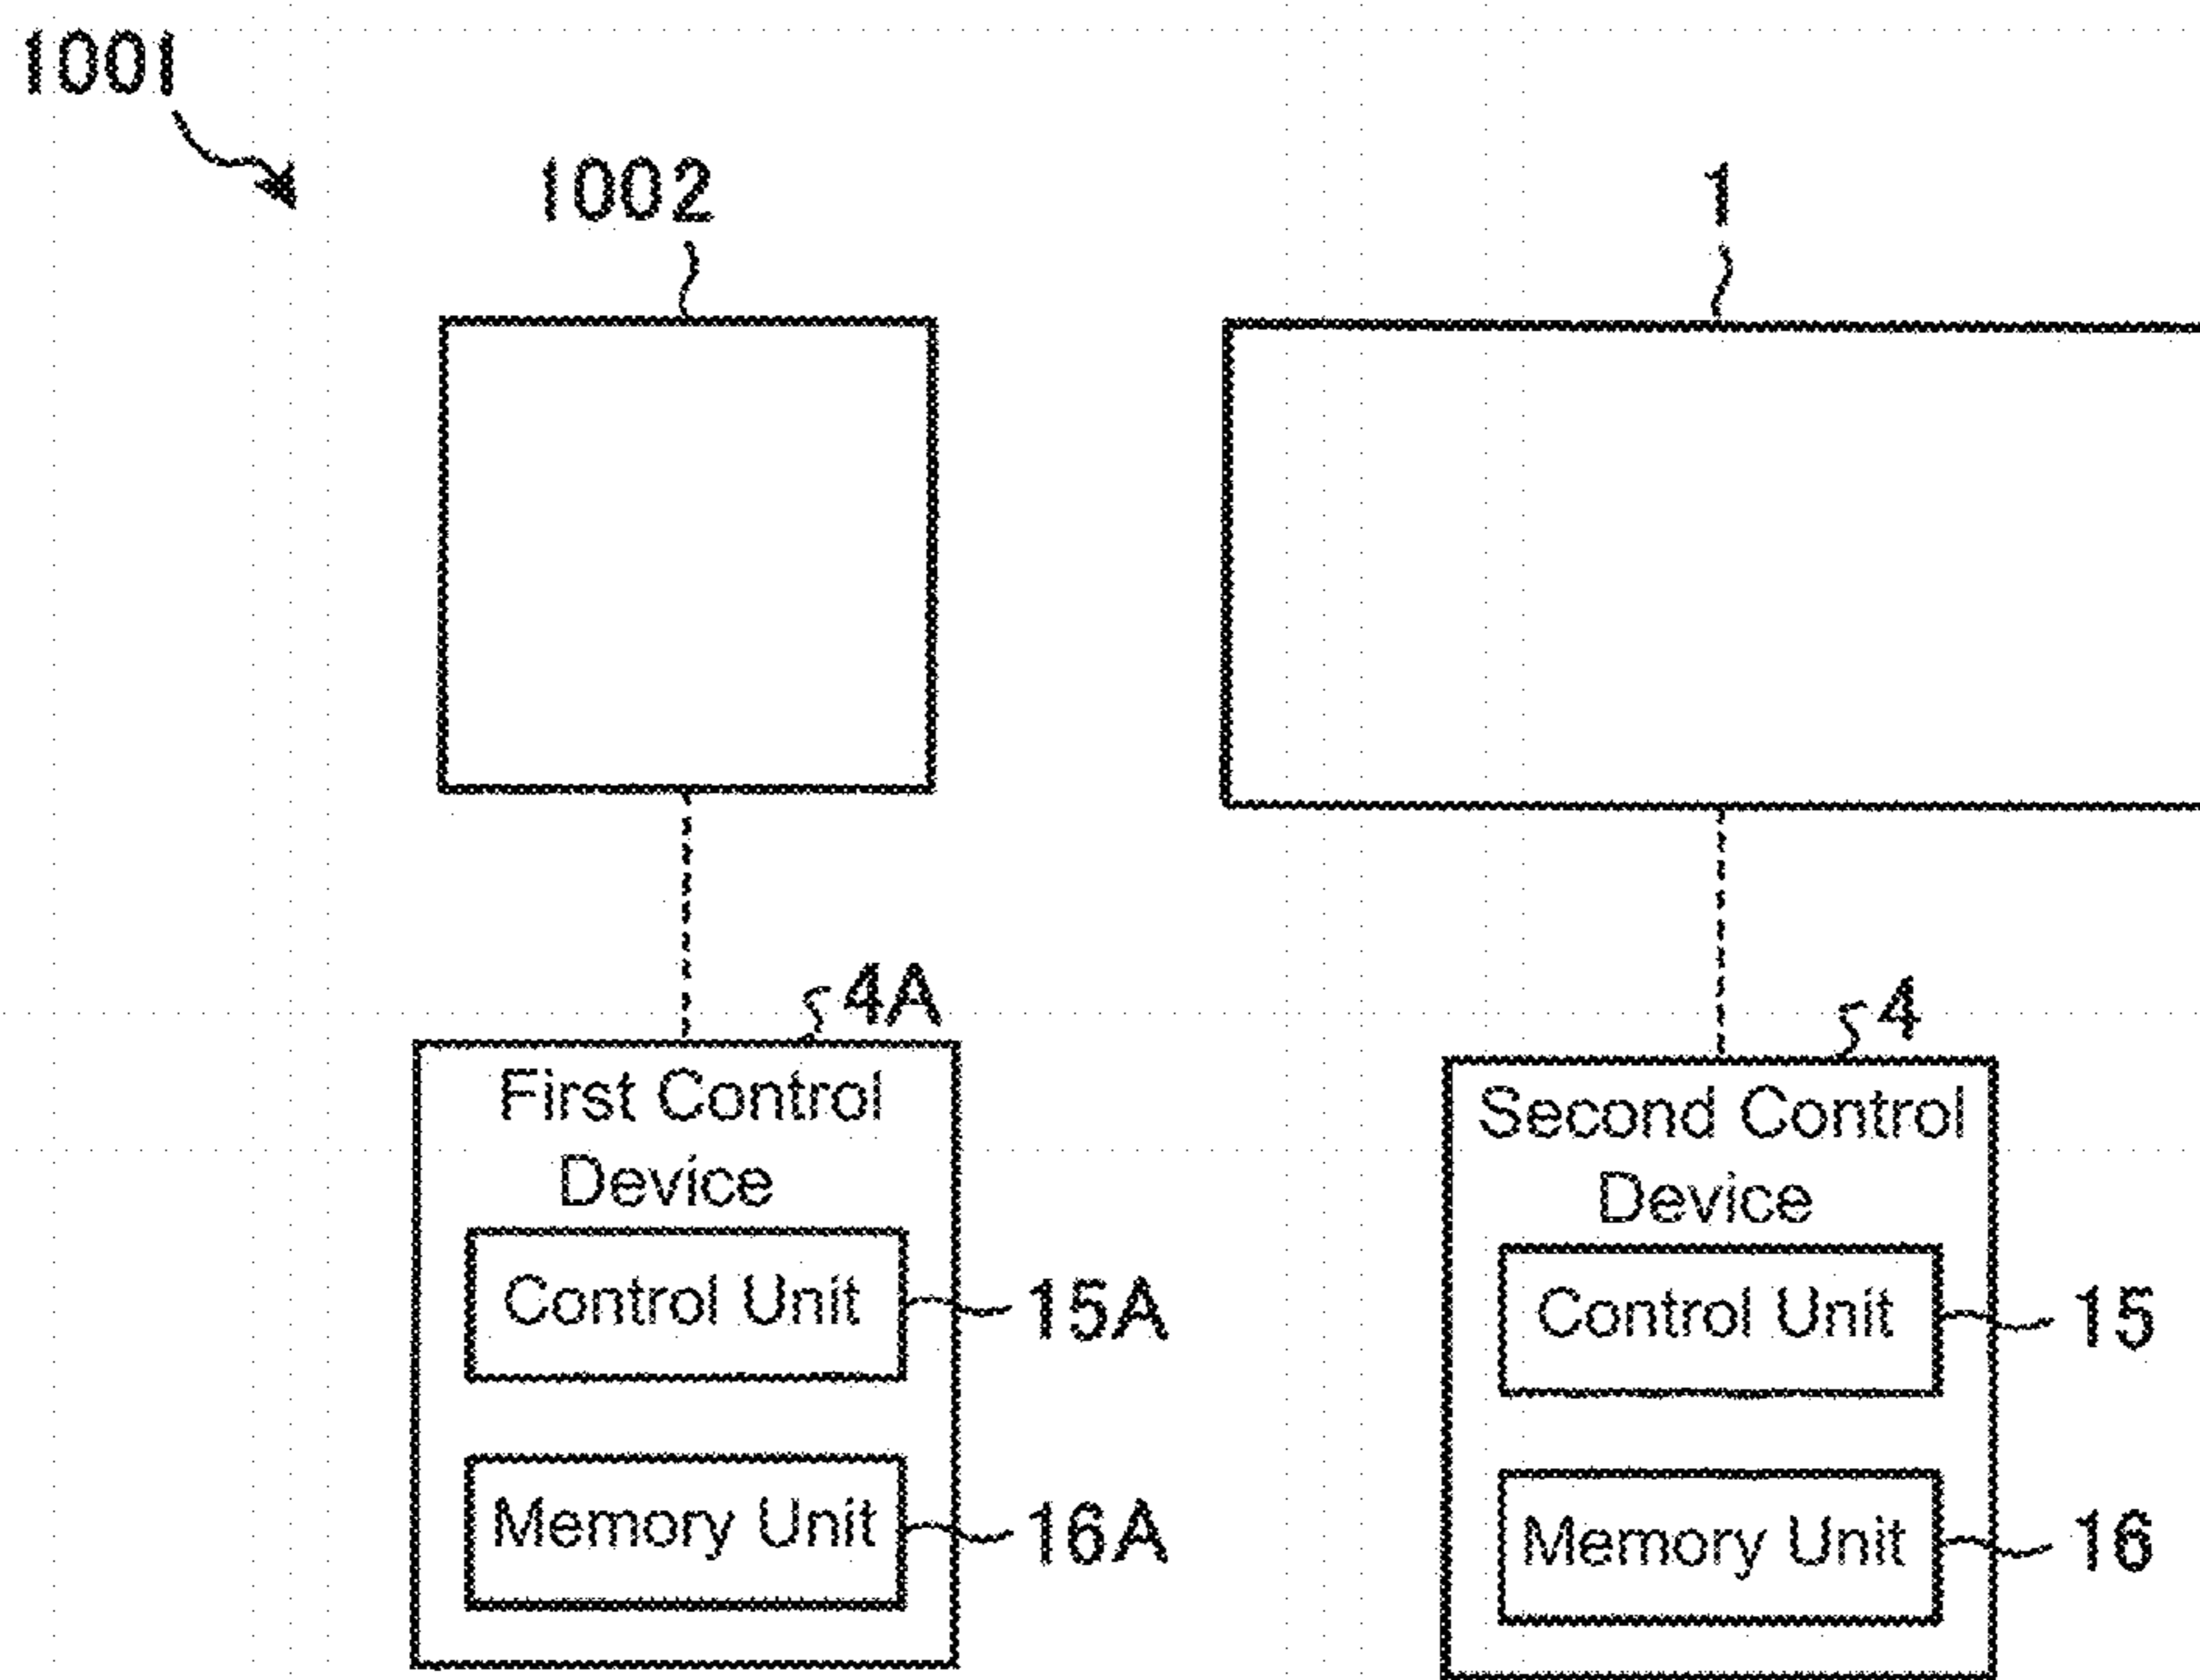 1001
1002
1
4A
4
First Control
Device
Second Control
Device
Control Unit
15A
Control Unit
15
Memory Unit
16A
Memory Unit
16